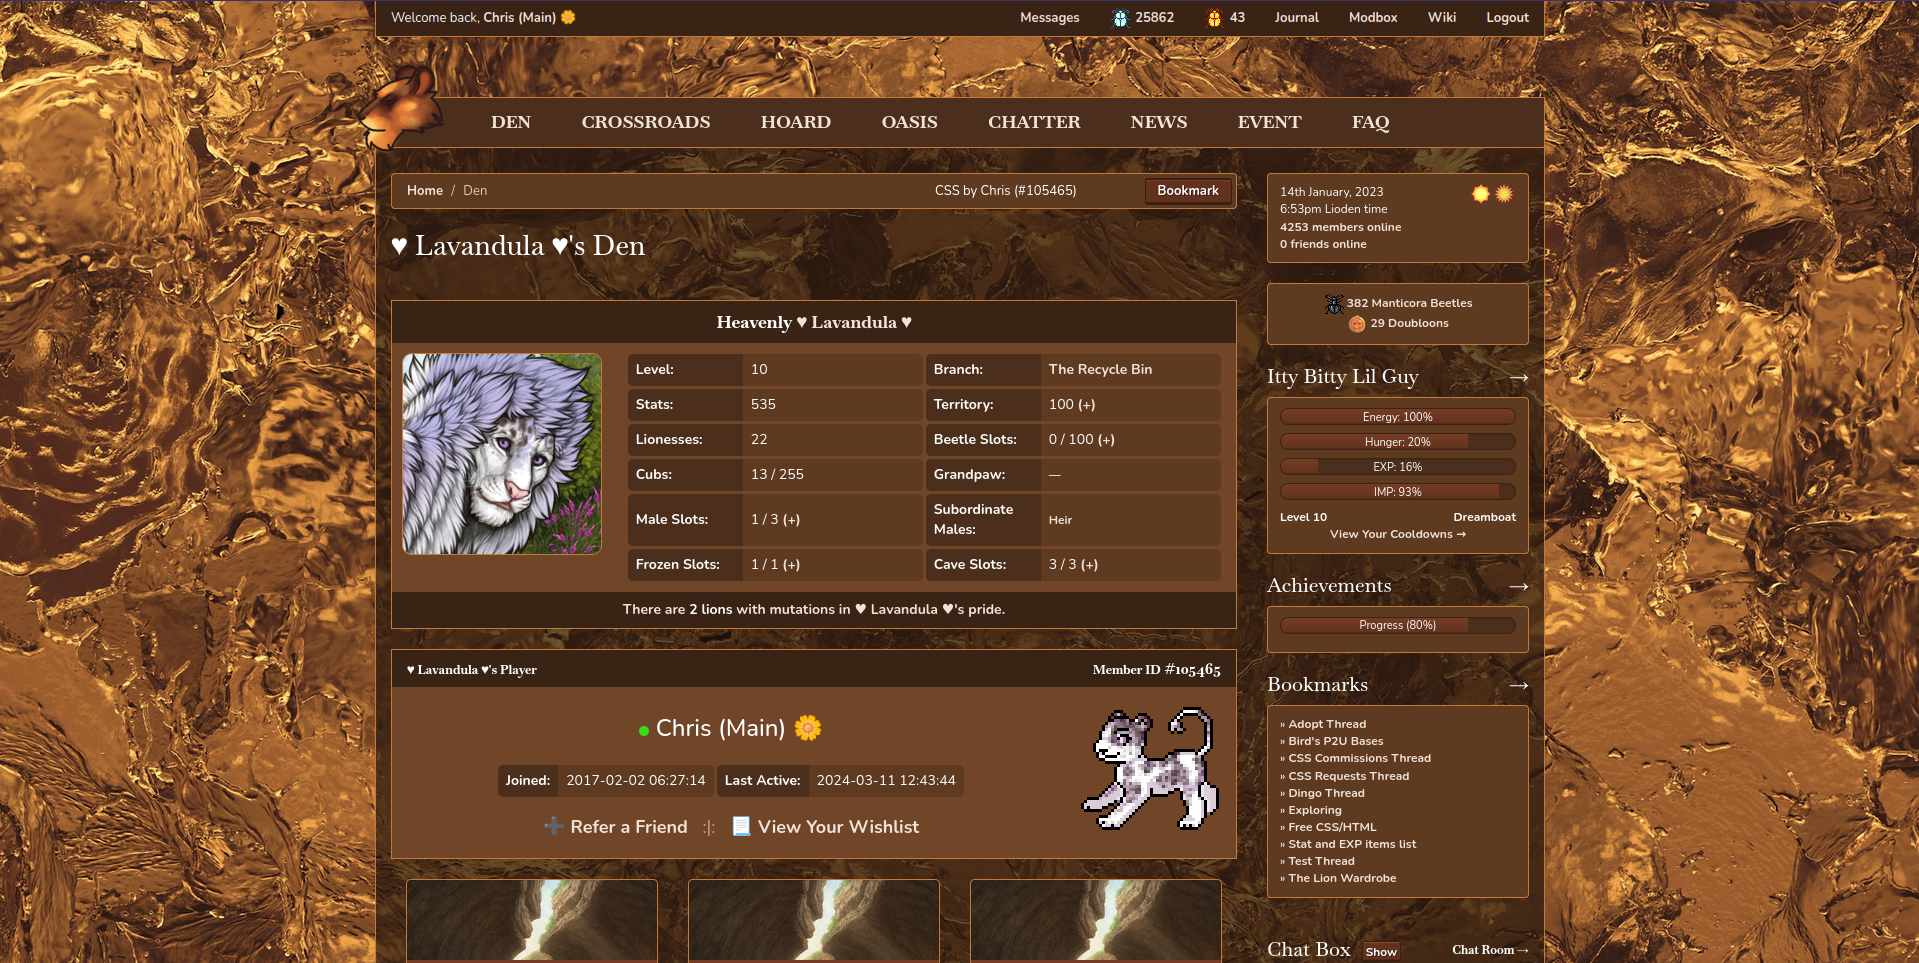 Welcome back, Chris (Main) 🌼
Messages 25862 43 Journal Modbox Wiki Logout
DEN CROSSROADS HOARD OASIS CHATTER NEWS EVENT FAQ
Home / Den CSS by Chris (#105465) Bookmark
♥ Lavandula ♥'s Den
Heavenly ♥ Lavandula ♥
Level: 10 Branch: The Recycle Bin
Stats: 535 Territory: 100 (+)
Lionesses: 22 Beetle Slots: 0 / 100 (+)
Cubs: 13 / 255 Grandpaw: —
Male Slots: 1 / 3 (+) Subordinate Males: Heir
Frozen Slots: 1 / 1 (+) Cave Slots: 3 / 3 (+)
There are 2 lions with mutations in ♥ Lavandula ♥'s pride.
♥ Lavandula ♥'s Player Member ID #105465
Chris (Main) 🌼
Joined: 2017-02-02 06:27:14 Last Active: 2024-03-11 12:43:44
➕ Refer a Friend :|: 📃 View Your Wishlist
14th January, 2023
6:53pm Lioden time
4253 members online
0 friends online
382 Manticora Beetles
29 Doubloons
Itty Bitty Lil Guy →
Energy: 100%
Hunger: 20%
EXP: 16%
IMP: 93%
Level 10 Dreamboat
View Your Cooldowns →
Achievements →
Progress (80%)
Bookmarks →
» Adopt Thread
» Bird's P2U Bases
» CSS Commissions Thread
» CSS Requests Thread
» Dingo Thread
» Exploring
» Free CSS/HTML
» Stat and EXP items list
» Test Thread
» The Lion Wardrobe
Chat Box Show Chat Room →